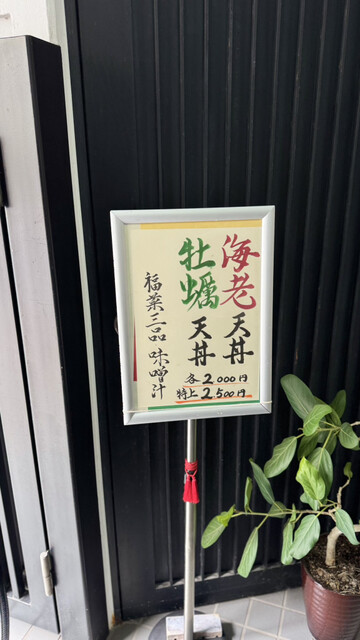 海老天丼
牡蠣天丼
福菜三品 味噌汁
各2000円
特上2.500円